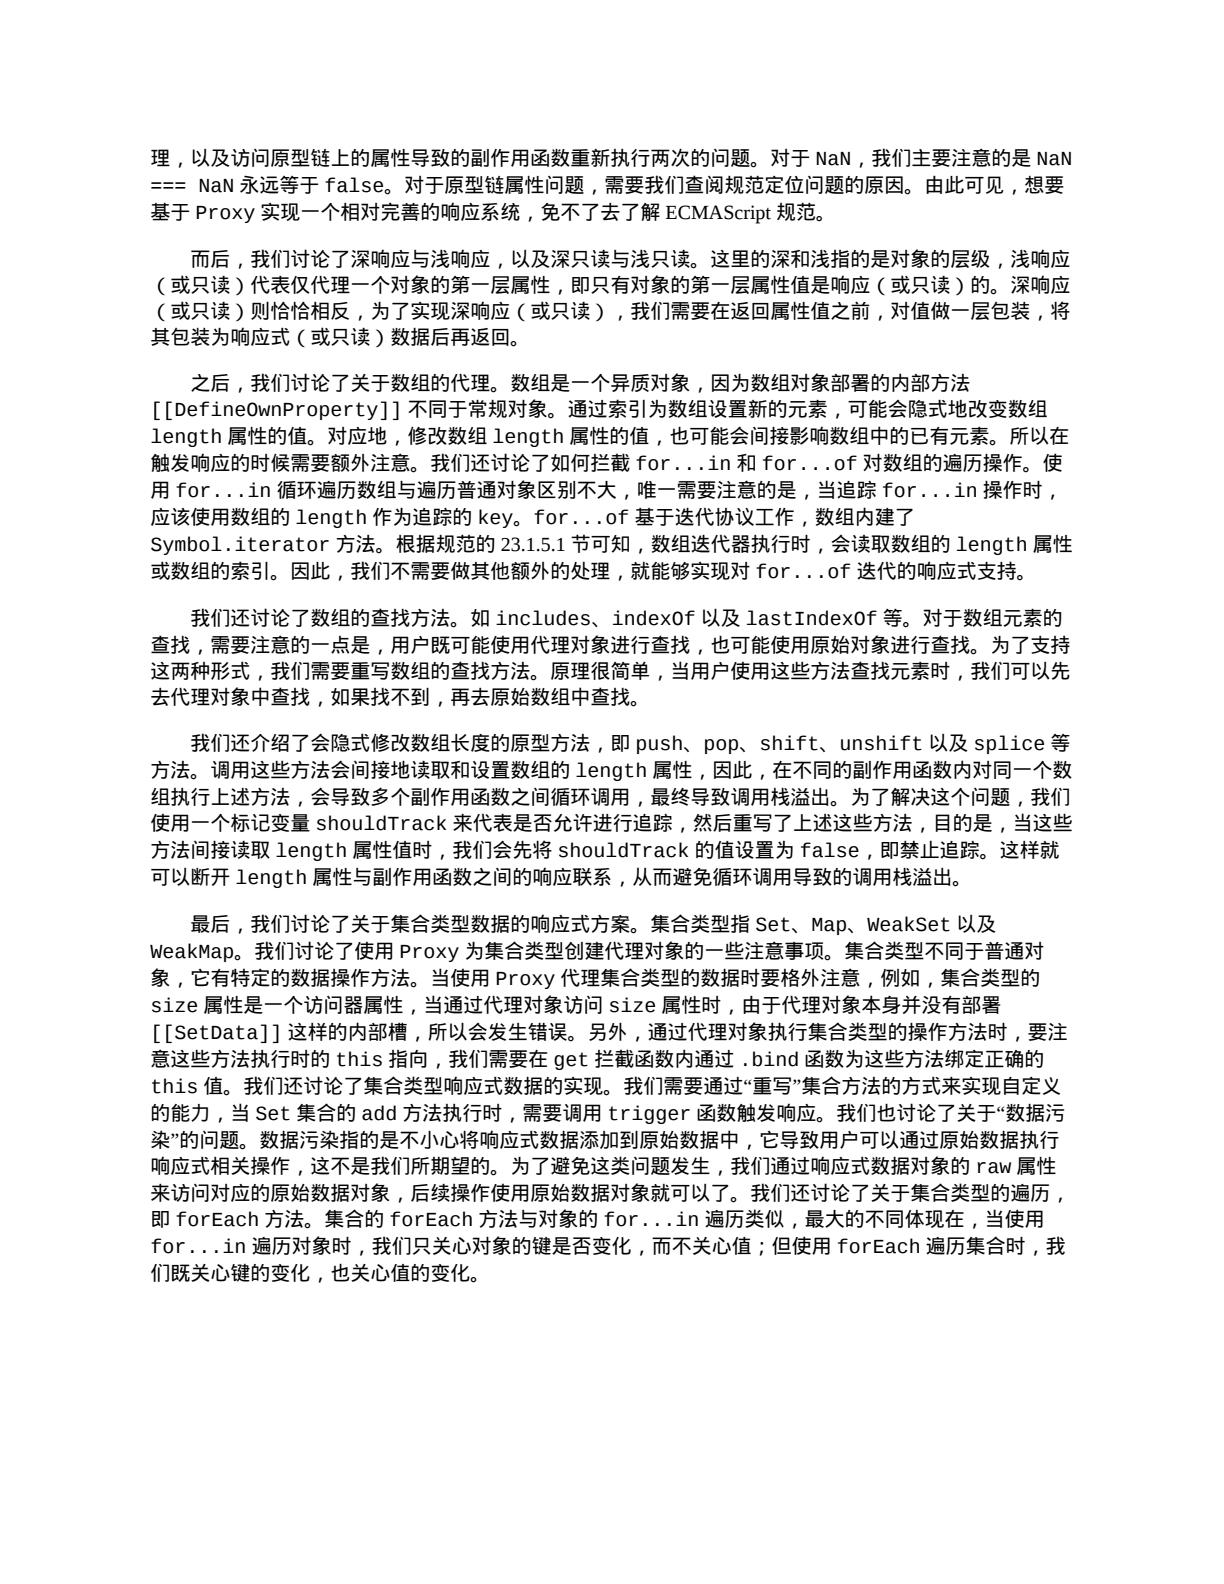 理，以及访问原型链上的属性导致的副作用函数重新执行两次的问题。对于 NaN，我们主要注意的是 NaN
=== NaN 永远等于 false。对于原型链属性问题，需要我们查阅规范定位问题的原因。由此可见，想要
基于 Proxy 实现一个相对完善的响应系统，免不了去了解 ECMAScript 规范。
而后，我们讨论了深响应与浅响应，以及深只读与浅只读。这里的深和浅指的是对象的层级，浅响应
（或只读）代表仅代理一个对象的第一层属性，即只有对象的第一层属性值是响应（或只读）的。深响应
（或只读）则恰恰相反，为了实现深响应（或只读），我们需要在返回属性值之前，对值做一层包装，将
其包装为响应式（或只读）数据后再返回。
之后，我们讨论了关于数组的代理。数组是一个异质对象，因为数组对象部署的内部方法
[[DefineOwnProperty]] 不同于常规对象。通过索引为数组设置新的元素，可能会隐式地改变数组
length 属性的值。对应地，修改数组 length 属性的值，也可能会间接影响数组中的已有元素。所以在
触发响应的时候需要额外注意。我们还讨论了如何拦截 for...in 和 for...of 对数组的遍历操作。使
用 for...in 循环遍历数组与遍历普通对象区别不大，唯一需要注意的是，当追踪 for...in 操作时，
应该使用数组的 length 作为追踪的 key。for...of 基于迭代协议工作，数组内建了
Symbol.iterator 方法。根据规范的 23.1.5.1 节可知，数组迭代器执行时，会读取数组的 length 属性
或数组的索引。因此，我们不需要做其他额外的处理，就能够实现对 for...of 迭代的响应式支持。
我们还讨论了数组的查找方法。如 includes、indexOf 以及 lastIndexOf 等。对于数组元素的
查找，需要注意的一点是，用户既可能使用代理对象进行查找，也可能使用原始对象进行查找。为了支持
这两种形式，我们需要重写数组的查找方法。原理很简单，当用户使用这些方法查找元素时，我们可以先
去代理对象中查找，如果找不到，再去原始数组中查找。
我们还介绍了会隐式修改数组长度的原型方法，即 push、pop、shift、unshift 以及 splice 等
方法。调用这些方法会间接地读取和设置数组的 length 属性，因此，在不同的副作用函数内对同一个数
组执行上述方法，会导致多个副作用函数之间循环调用，最终导致调用栈溢出。为了解决这个问题，我们
使用一个标记变量 shouldTrack 来代表是否允许进行追踪，然后重写了上述这些方法，目的是，当这些
方法间接读取 length 属性值时，我们会先将 shouldTrack 的值设置为 false，即禁止追踪。这样就
可以断开 length 属性与副作用函数之间的响应联系，从而避免循环调用导致的调用栈溢出。
最后，我们讨论了关于集合类型数据的响应式方案。集合类型指 Set、Map、WeakSet 以及
WeakMap。我们讨论了使用 Proxy 为集合类型创建代理对象的一些注意事项。集合类型不同于普通对
象，它有特定的数据操作方法。当使用 Proxy 代理集合类型的数据时要格外注意，例如，集合类型的
size 属性是一个访问器属性，当通过代理对象访问 size 属性时，由于代理对象本身并没有部署
[[SetData]] 这样的内部槽，所以会发生错误。另外，通过代理对象执行集合类型的操作方法时，要注
意这些方法执行时的 this 指向，我们需要在 get 拦截函数内通过 .bind 函数为这些方法绑定正确的
this 值。我们还讨论了集合类型响应式数据的实现。我们需要通过“重写”集合方法的方式来实现自定义
的能力，当 Set 集合的 add 方法执行时，需要调用 trigger 函数触发响应。我们也讨论了关于“数据污
染”的问题。数据污染指的是不小心将响应式数据添加到原始数据中，它导致用户可以通过原始数据执行
响应式相关操作，这不是我们所期望的。为了避免这类问题发生，我们通过响应式数据对象的 raw 属性
来访问对应的原始数据对象，后续操作使用原始数据对象就可以了。我们还讨论了关于集合类型的遍历，
即 forEach 方法。集合的 forEach 方法与对象的 for...in 遍历类似，最大的不同体现在，当使用
for...in 遍历对象时，我们只关心对象的键是否变化，而不关心值；但使用 forEach 遍历集合时，我
们既关心键的变化，也关心值的变化。